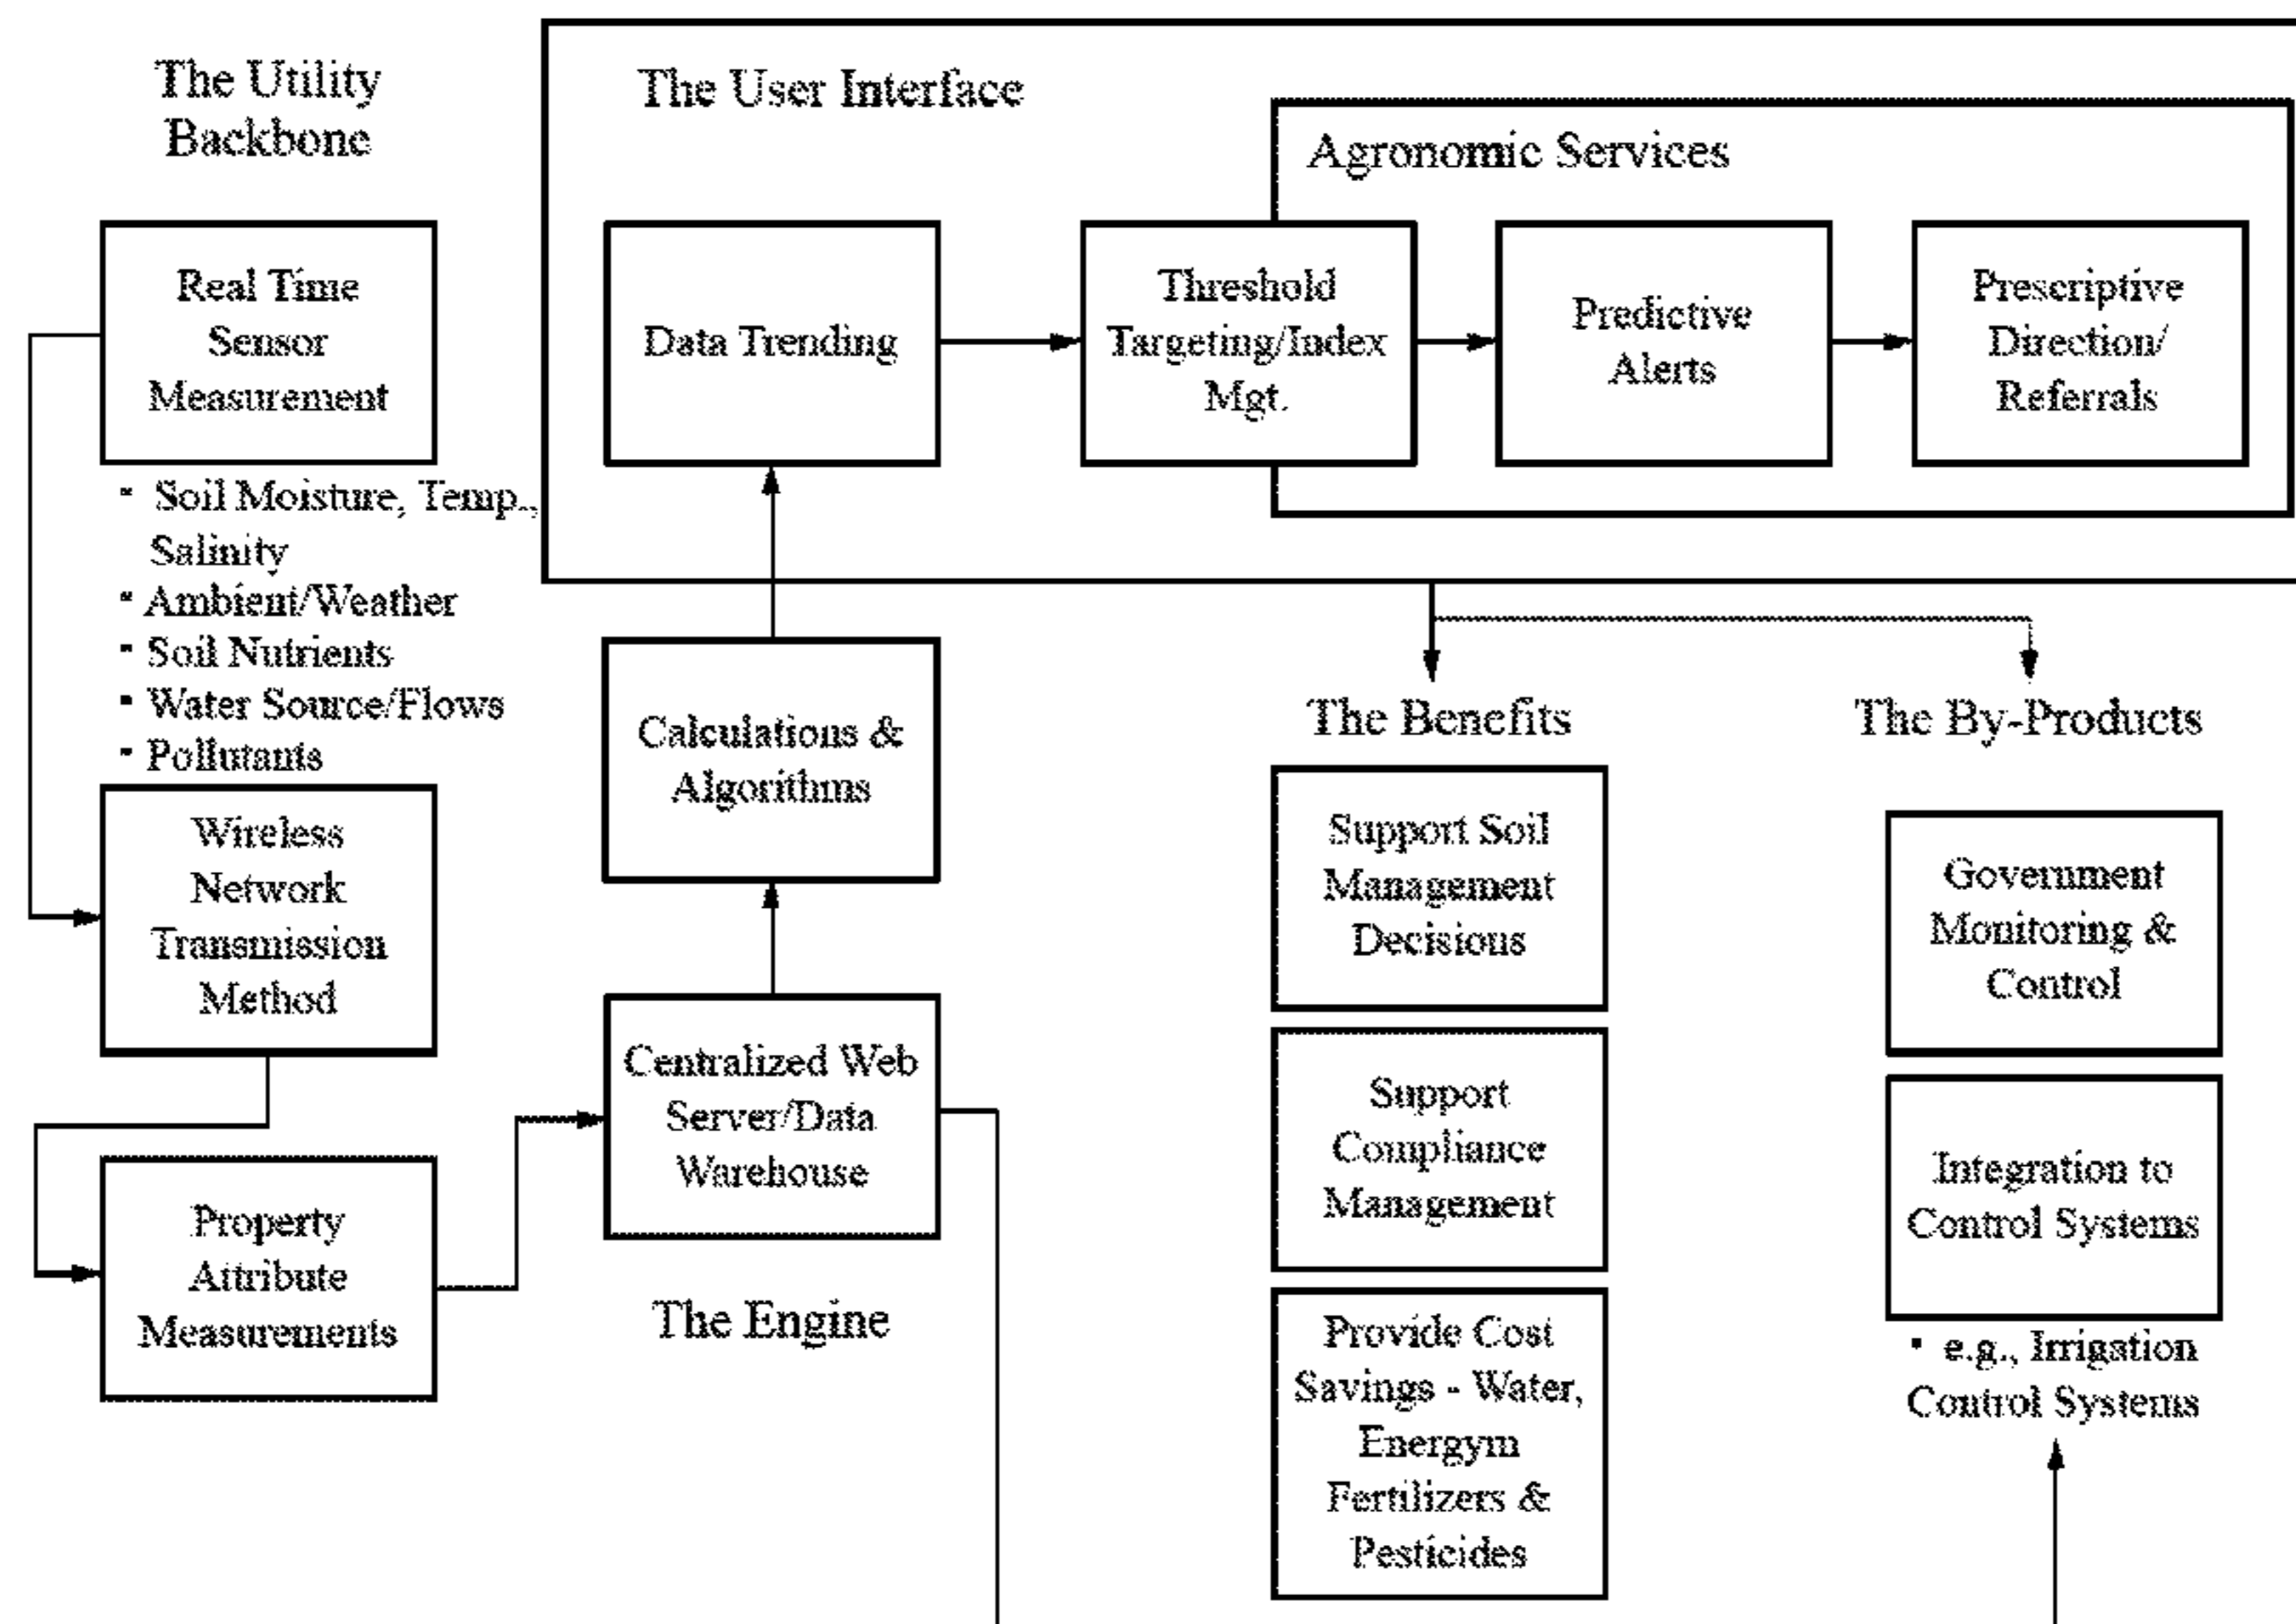 The Utility
Backbone
Real Time
Sensor
Measurement
▪ Soil Moisture, Temp.,
Salinity
▪ Ambient/Weather
▪ Soil Nutrients
▪ Water Source/Flows
▪ Pollutants
Wireless
Network
Transmission
Method
Property
Attribute
Measurements
The User Interface
Agronomic Services
Data Trending
Threshold
Targeting/Index
Mgt.
Predictive
Alerts
Prescriptive
Direction/
Referrals
Calculations &
Algorithms
Centralized Web
Server/Data
Warehouse
The Engine
The Benefits
Support Soil
Management
Decisious
Support
Compliance
Management
Provide Cost
Savings - Water,
Energym
Fertilizers &
Pesticides
The By-Products
Government
Monitoring &
Control
Integration to
Control Systems
▪ e.g., Irrigation
Control Systems